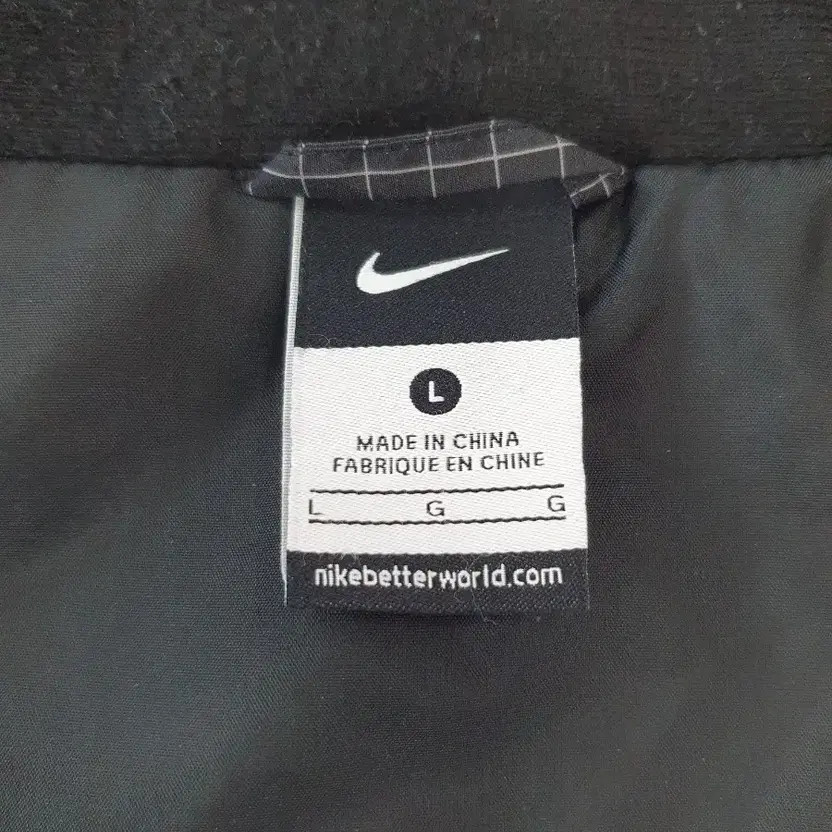 L
MADE IN CHINA
FABRIQUE EN CHINE
L G G
nikebetterworld.com